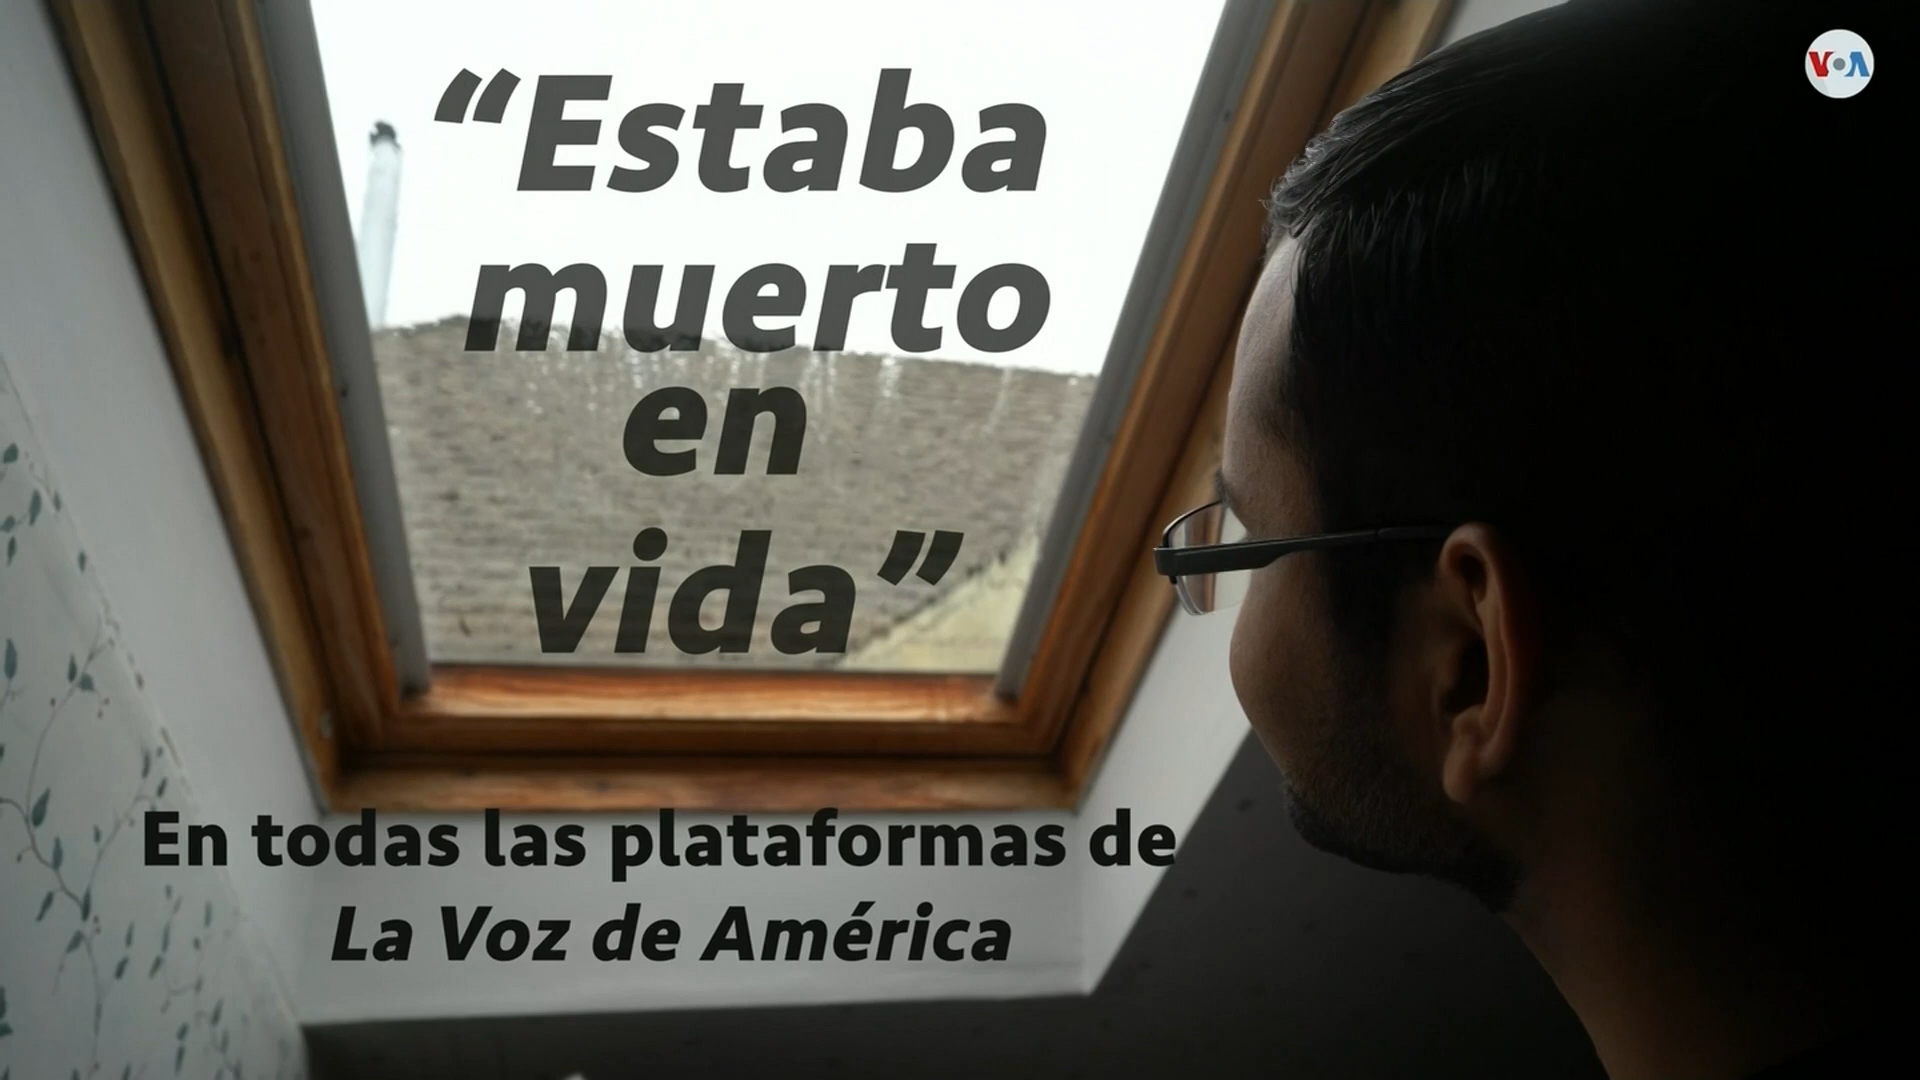 VOA
“Estaba
muerto
en
vida”
En todas las plataformas de
La Voz de América